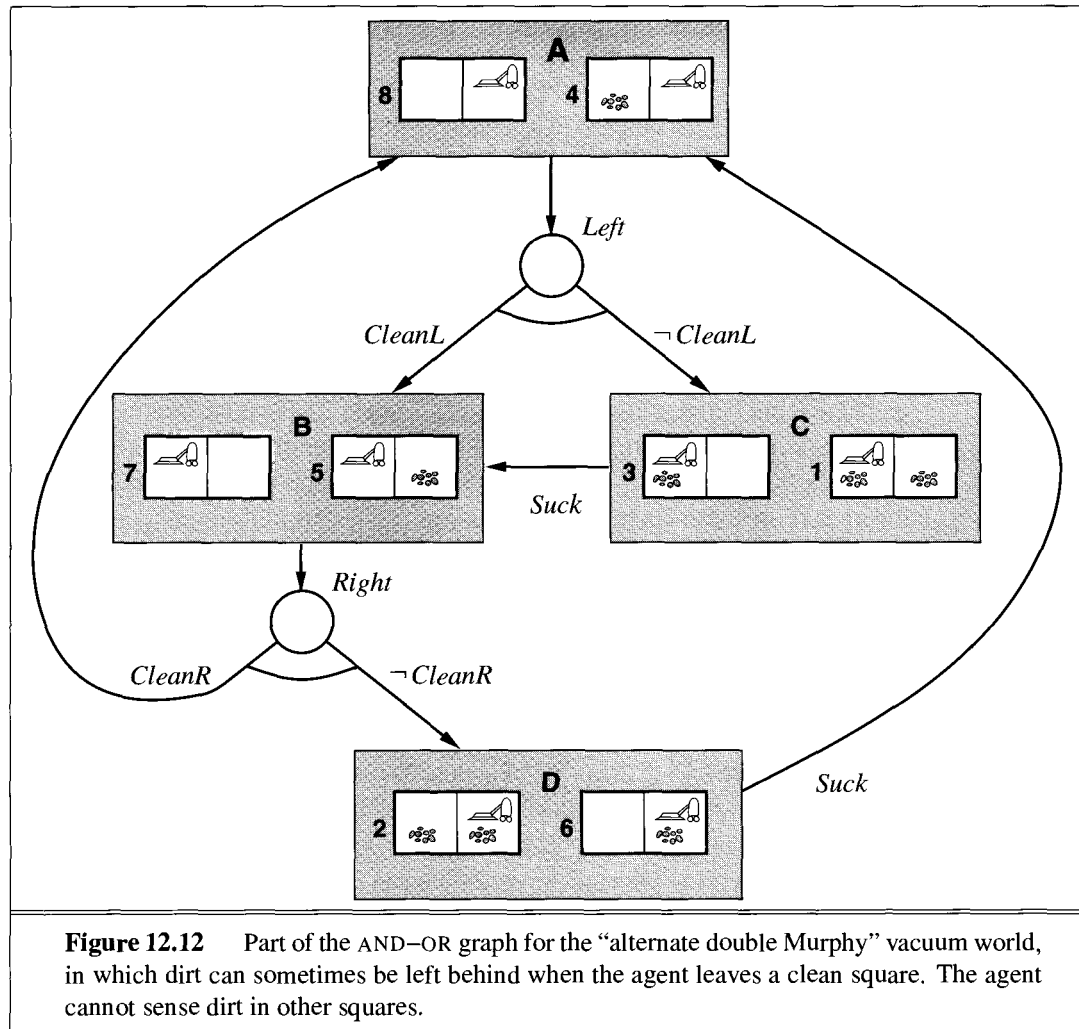 A
8
4
Left
CleanL
¬ CleanL
B
C
7
5
3
1
Suck
Right
CleanR
¬ CleanR
D
2
6
Suck
Figure 12.12 Part of the AND–OR graph for the “alternate double Murphy” vacuum world,
in which dirt can sometimes be left behind when the agent leaves a clean square. The agent
cannot sense dirt in other squares.